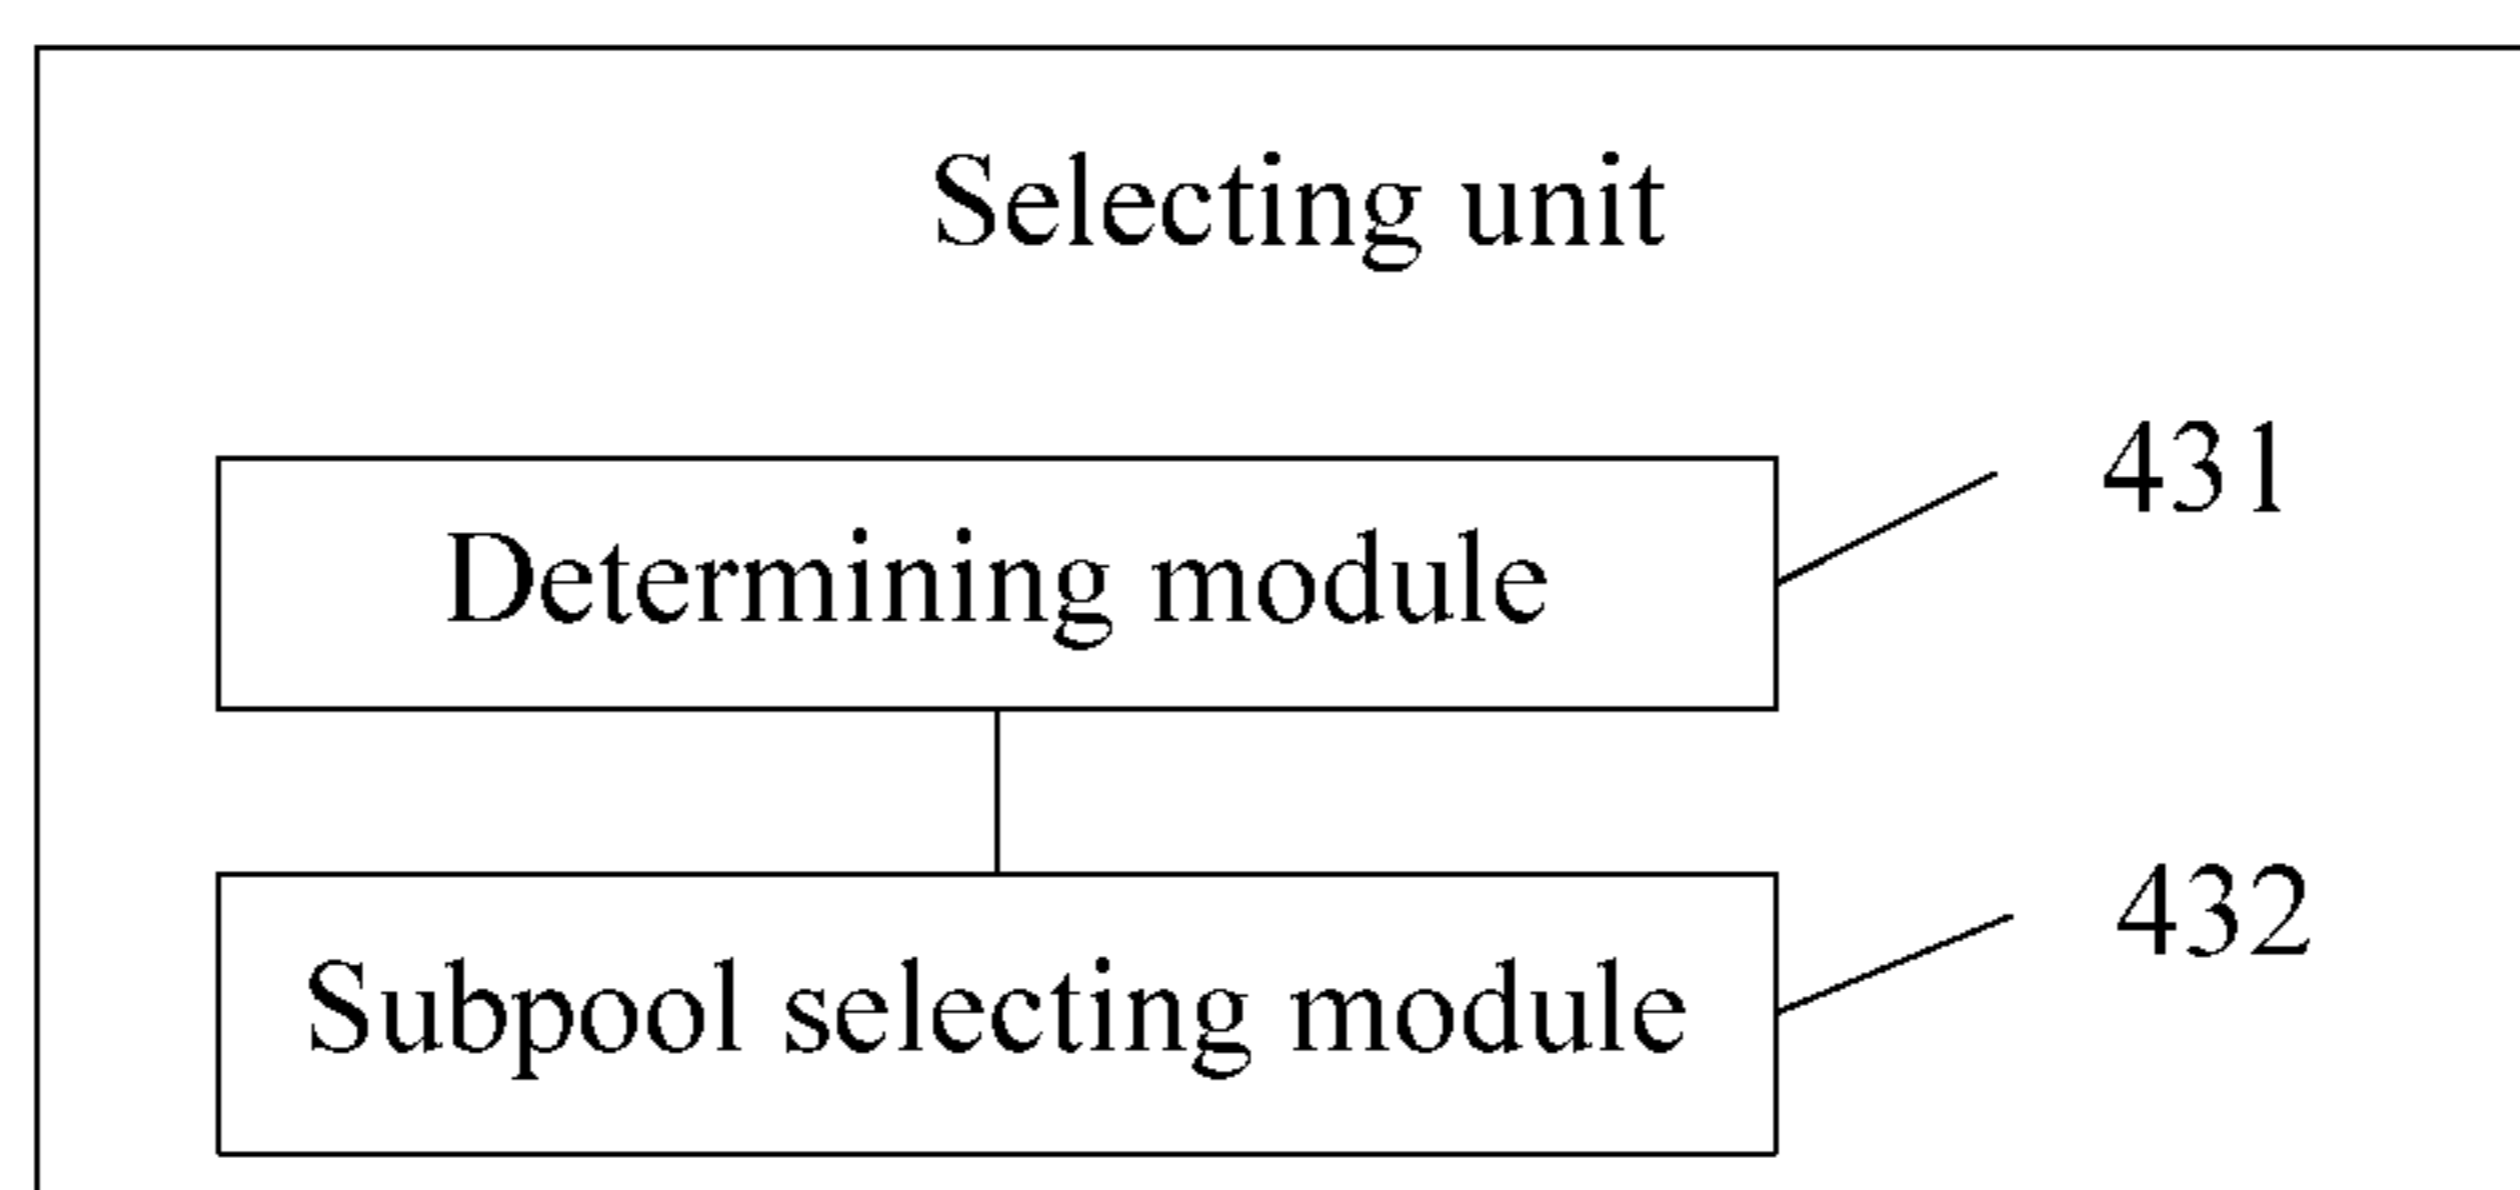 Selecting unit
431
Determining module
432
Subpool selecting module